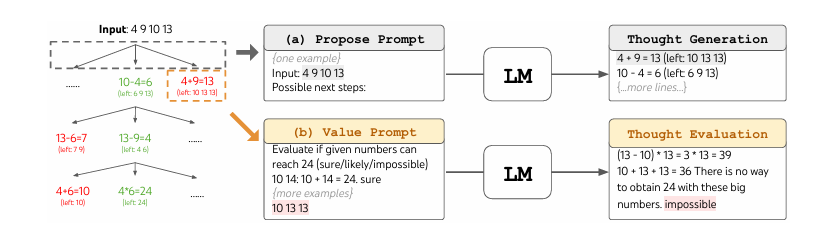 Input: 4 9 10 13
......
10-4=6
(left: 6 9 13)
4+9=13
(left: 10 13 13)
13-6=7
(left: 7 9)
13-9=4
(left: 4 6)
......
4+6=10
(left: 10)
4*6=24
(left: 24)
......
(a) Propose Prompt
{one example}
Input: 4 9 10 13
Possible next steps:
LM
Thought Generation
4 + 9 = 13 (left: 10 13 13)
10 - 4 = 6 (left: 6 9 13)
{...more lines...}
(b) Value Prompt
Evaluate if given numbers can
reach 24 (sure/likely/impossible)
10 14: 10 + 14 = 24. sure
{more examples}
10 13 13
LM
Thought Evaluation
(13 - 10) * 13 = 3 * 13 = 39
10 + 13 + 13 = 36 There is no way
to obtain 24 with these big
numbers. impossible